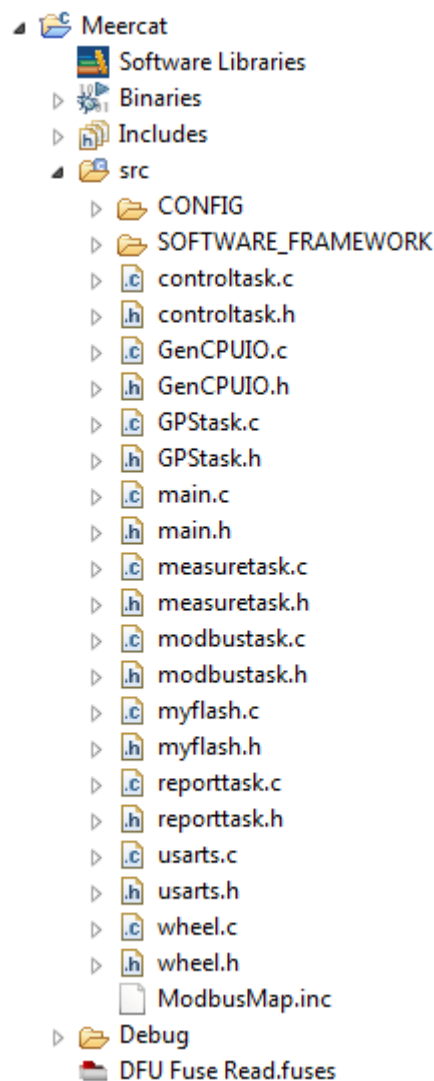 Meercat
Software Libraries
Binaries
Includes
src
CONFIG
SOFTWARE_FRAMEWORK
controltask.c
controltask.h
GenCPUIO.c
GenCPUIO.h
GPStask.c
GPStask.h
main.c
main.h
measuretask.c
measuretask.h
modbustask.c
modbustask.h
myflash.c
myflash.h
reporttask.c
reporttask.h
usarts.c
usarts.h
wheel.c
wheel.h
ModbusMap.inc
Debug
DFU Fuse Read.fuses